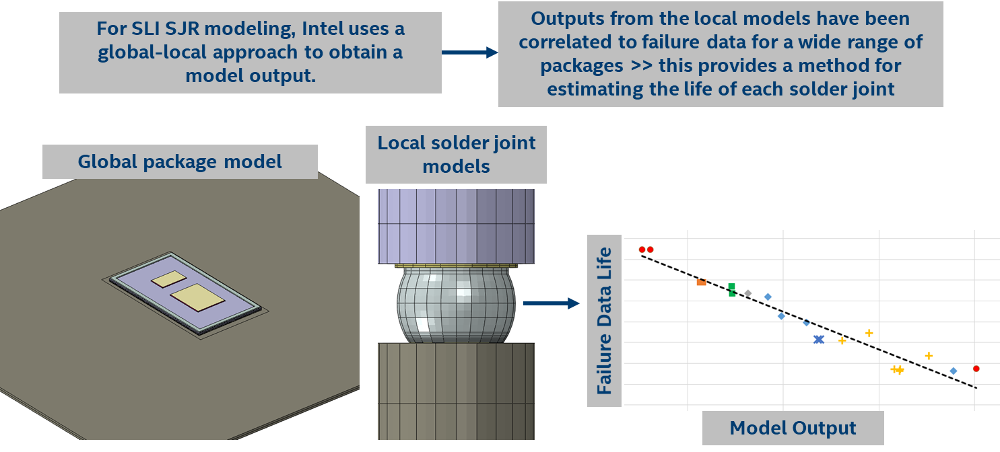 For SLI SJR modeling, Intel uses a
global-local approach to obtain a
model output.
Outputs from the local models have been
correlated to failure data for a wide range of
packages >> this provides a method for
estimating the life of each solder joint
Global package model
Local solder joint
models
Failure Data Life
Model Output